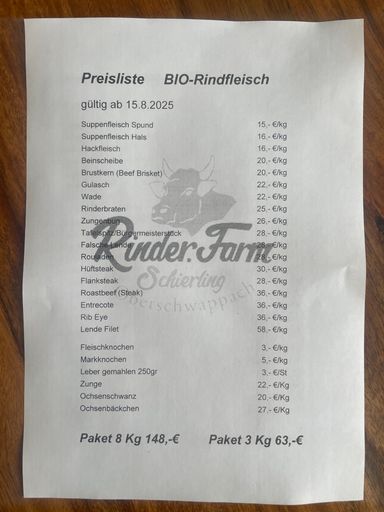 Preisliste BIO-Rindfleisch
gültig ab 15.8.2025
Suppenfleisch Spund 15,- €/kg
Suppenfleisch Hals 16,- €/kg
Hackfleisch 16,- €/kg
Beinscheibe 20,- €/kg
Brustkern (Beef Brisket) 20,- €/kg
Gulasch 22,- €/kg
Wade 22,- €/kg
Rinderbraten 25,- €/kg
Zungenbug 26,- €/kg
Tafelspitz/Bürgermeisterstück 28,- €/kg
Falsche Lende 28,- €/kg
Rouladen 28,- €/kg
Hüftsteak 30,- €/kg
Flanksteak 28,- €/kg
Roastbeef (Steak) 36,- €/kg
Entrecote 36,- €/kg
Rib Eye 36,- €/kg
Lende Filet 58,- €/kg
Rinder.Farm
Schierling
Oberschwappach
Fleischknochen 3,- €/Kg
Markknochen 5,- €/kg
Leber gemahlen 250gr 3,- €/St
Zunge 22,- €/Kg
Ochsenschwanz 20,- €/Kg
Ochsenbäckchen 27,- €/Kg
Paket 8 Kg 148,-€ Paket 3 Kg 63,-€